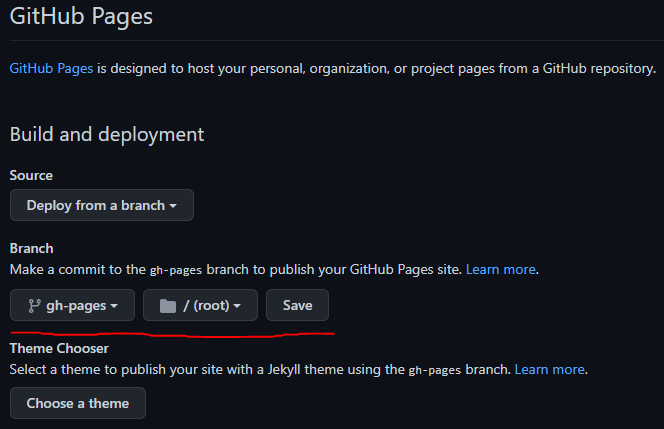 GitHub Pages
GitHub Pages is designed to host your personal, organization, or project pages from a GitHub repository.
Build and deployment
Source
Deploy from a branch
Branch
Make a commit to the gh-pages branch to publish your GitHub Pages site. Learn more.
gh-pages / (root) Save
Theme Chooser
Select a theme to publish your site with a Jekyll theme using the gh-pages branch. Learn more.
Choose a theme